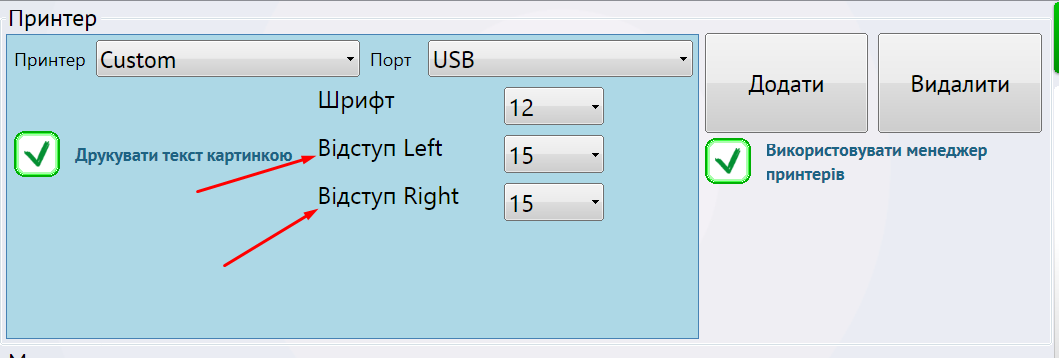 Принтер
Принтер Custom Порт USB
Додати Видалити
Шрифт 12
Друкувати текст картинкою
Відступ Left 15
Використовувати менеджер
принтерів
Відступ Right 15